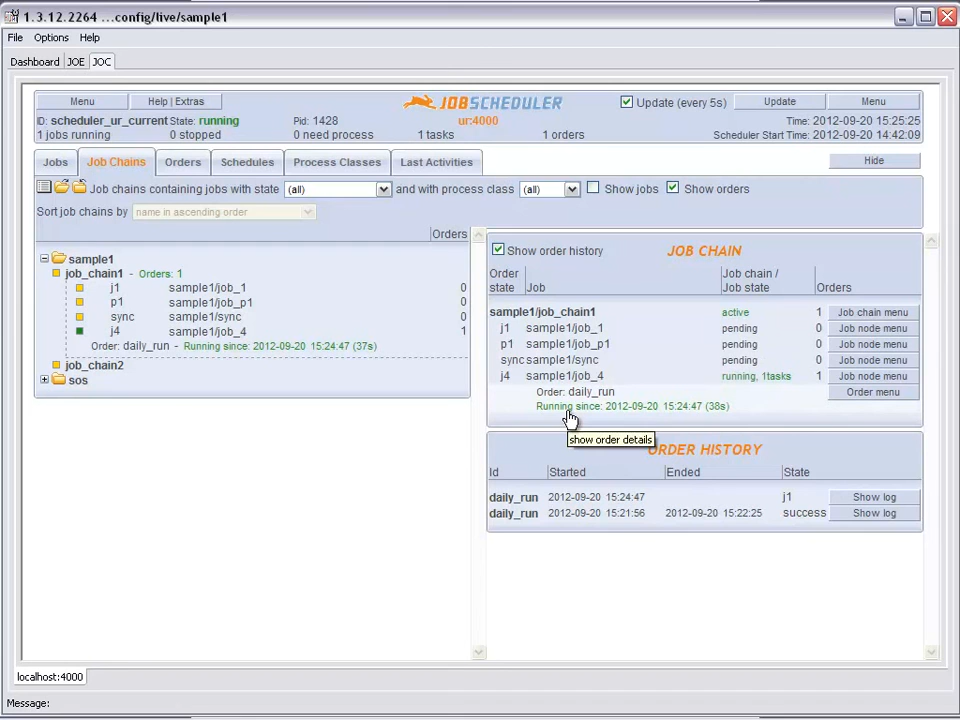 1.3.12.2264 ...config/live/sample1
File Options Help
Dashboard JOE JOC
Menu Help | Extras JOBSCHEDULER Update (every 5s) Update Menu
ID: scheduler_ur_current State: running Pid: 1428 ur:4000 Time: 2012-09-20 15:25:25
1 jobs running 0 stopped 0 need process 1 tasks 1 orders Scheduler Start Time: 2012-09-20 14:42:09
Jobs Job Chains Orders Schedules Process Classes Last Activities Hide
Job chains containing jobs with state (all) and with process class (all) Show jobs Show orders
Sort job chains by name in ascending order
Orders
sample1
job_chain1 - Orders: 1
j1 sample1/job_1 0
p1 sample1/job_p1 0
sync sample1/sync 0
j4 sample1/job_4 1
Order: daily_run - Running since: 2012-09-20 15:24:47 (37s)
job_chain2
sos
Show order history JOB CHAIN
Order state Job Job chain / Job state Orders
sample1/job_chain1 active 1 Job chain menu
j1 sample1/job_1 pending 0 Job node menu
p1 sample1/job_p1 pending 0 Job node menu
sync sample1/sync pending 0 Job node menu
j4 sample1/job_4 running, 1tasks 1 Job node menu
Order: daily_run Order menu
Running since: 2012-09-20 15:24:47 (38s)
show order details
ORDER HISTORY
Id Started Ended State
daily_run 2012-09-20 15:24:47 j1 Show log
daily_run 2012-09-20 15:21:56 2012-09-20 15:22:25 success Show log
localhost:4000
Message: